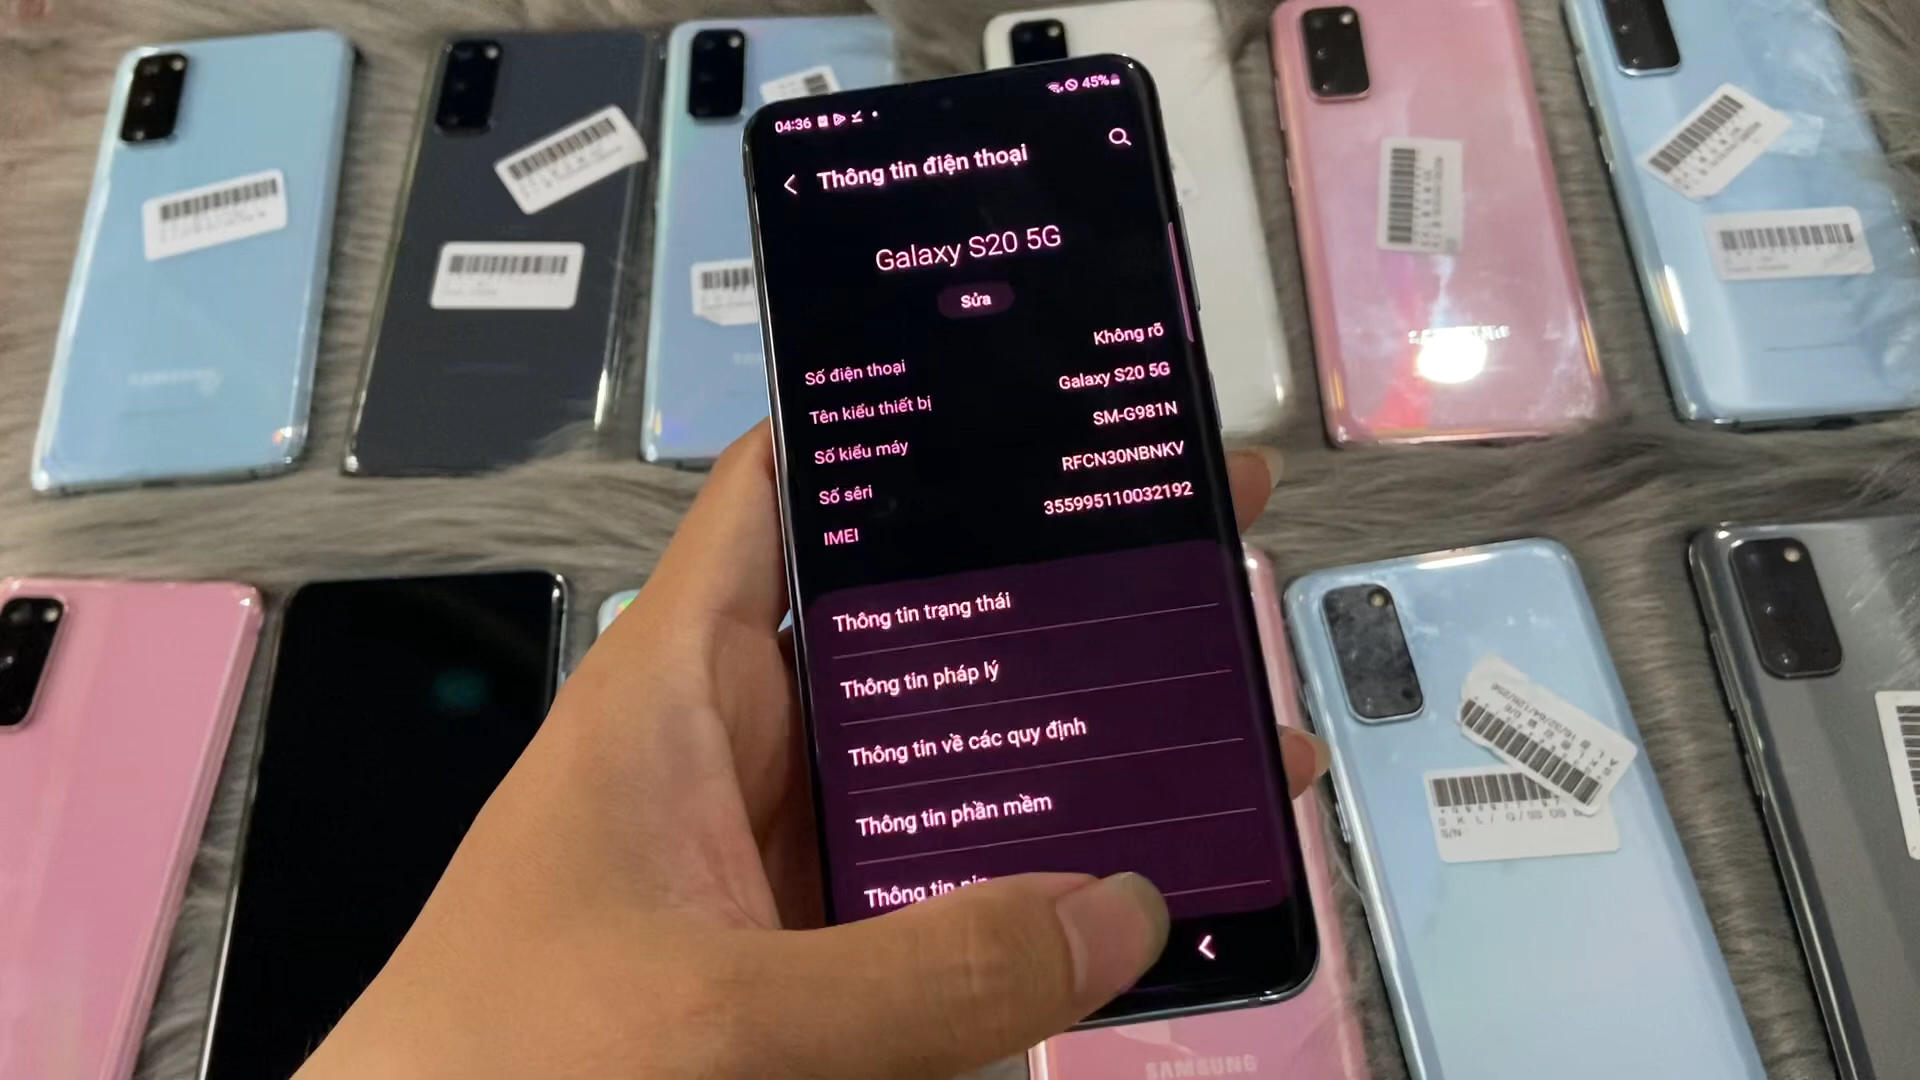 04:36
45%
Thông tin điện thoại
Galaxy S20 5G
Sửa
Số điện thoại Không rõ
Tên kiểu thiết bị Galaxy S20 5G
Số kiểu máy SM-G981N
Số sêri RFCN30NBNKV
IMEI 355995110032192
Thông tin trạng thái
Thông tin pháp lý
Thông tin về các quy định
Thông tin phần mềm
Thông tin
SAMSUNG